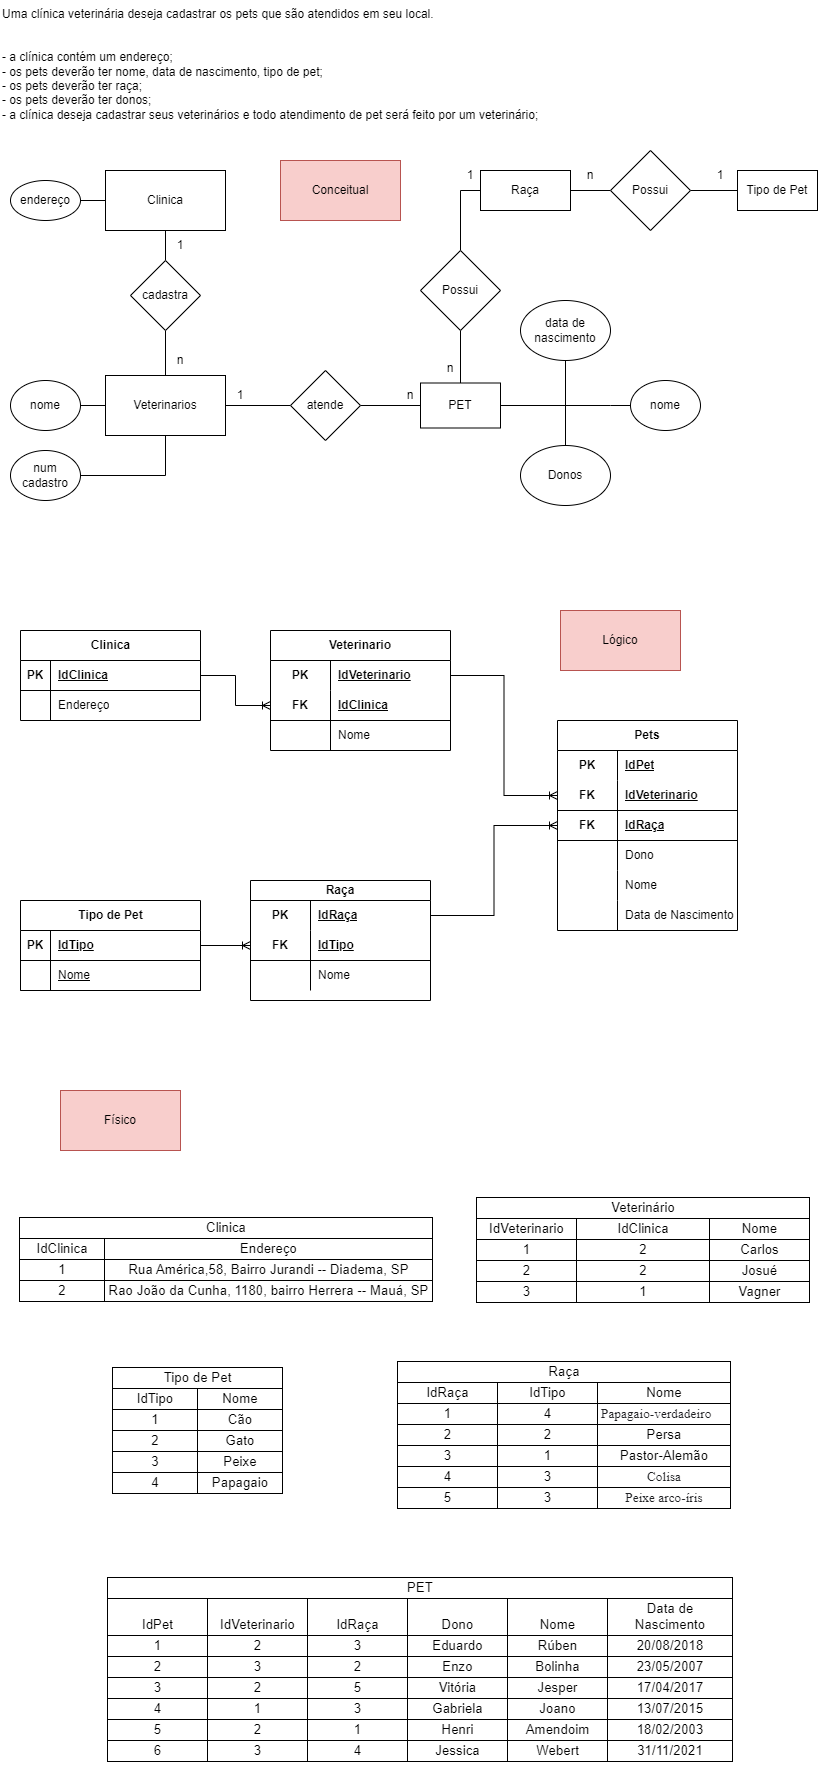 Uma clínica veterinária deseja cadastrar os pets que são atendidos em seu local.
- a clínica contém um endereço;
- os pets deverão ter nome, data de nascimento, tipo de pet;
- os pets deverão ter raça;
- os pets deverão ter donos;
- a clínica deseja cadastrar seus veterinários e todo atendimento de pet será feito por um veterinário;
endereço
Clinica
Conceitual
1
Raça
n
Possui
1
Tipo de Pet
1
cadastra
n
Possui
n
data de
nascimento
nome
Veterinarios
1
atende
n
PET
nome
num
cadastro
Donos
Lógico
Clinica
PK IdClinica
Endereço
Veterinario
PK IdVeterinario
FK IdClinica
Nome
Pets
PK IdPet
FK IdVeterinario
FK IdRaça
Dono
Nome
Data de Nascimento
Tipo de Pet
PK IdTipo
Nome
Raça
PK IdRaça
FK IdTipo
Nome
Físico
Clinica
IdClinica Endereço
1 Rua América,58, Bairro Jurandi -- Diadema, SP
2 Rao João da Cunha, 1180, bairro Herrera -- Mauá, SP
Veterinário
IdVeterinario IdClinica Nome
1 2 Carlos
2 2 Josué
3 1 Vagner
Tipo de Pet
IdTipo Nome
1 Cão
2 Gato
3 Peixe
4 Papagaio
Raça
IdRaça IdTipo Nome
1 4 Papagaio-verdadeiro
2 2 Persa
3 1 Pastor-Alemão
4 3 Colisa
5 3 Peixe arco-íris
PET
IdPet IdVeterinario IdRaça Dono Nome Data de
Nascimento
1 2 3 Eduardo Rúben 20/08/2018
2 3 2 Enzo Bolinha 23/05/2007
3 2 5 Vitória Jesper 17/04/2017
4 1 3 Gabriela Joano 13/07/2015
5 2 1 Henri Amendoim 18/02/2003
6 3 4 Jessica Webert 31/11/2021